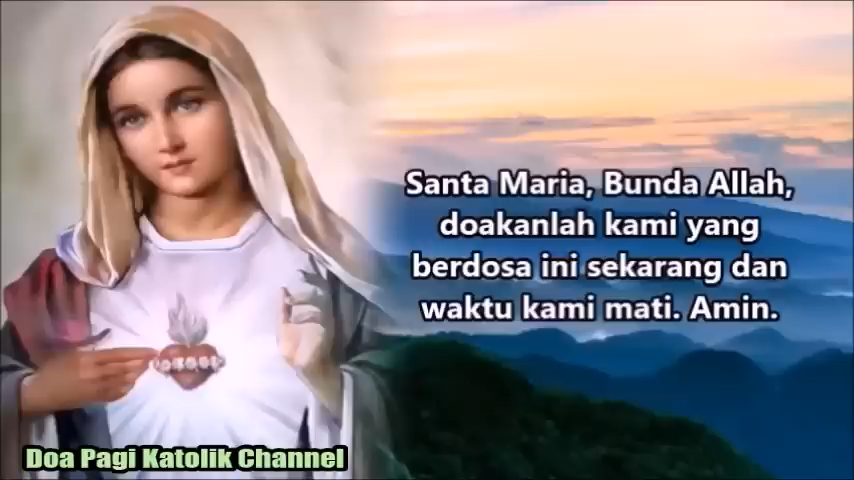 Santa Maria, Bunda Allah,
doakanlah kami yang
berdosa ini sekarang dan
waktu kami mati. Amin.
Doa Pagi Katolik Channel